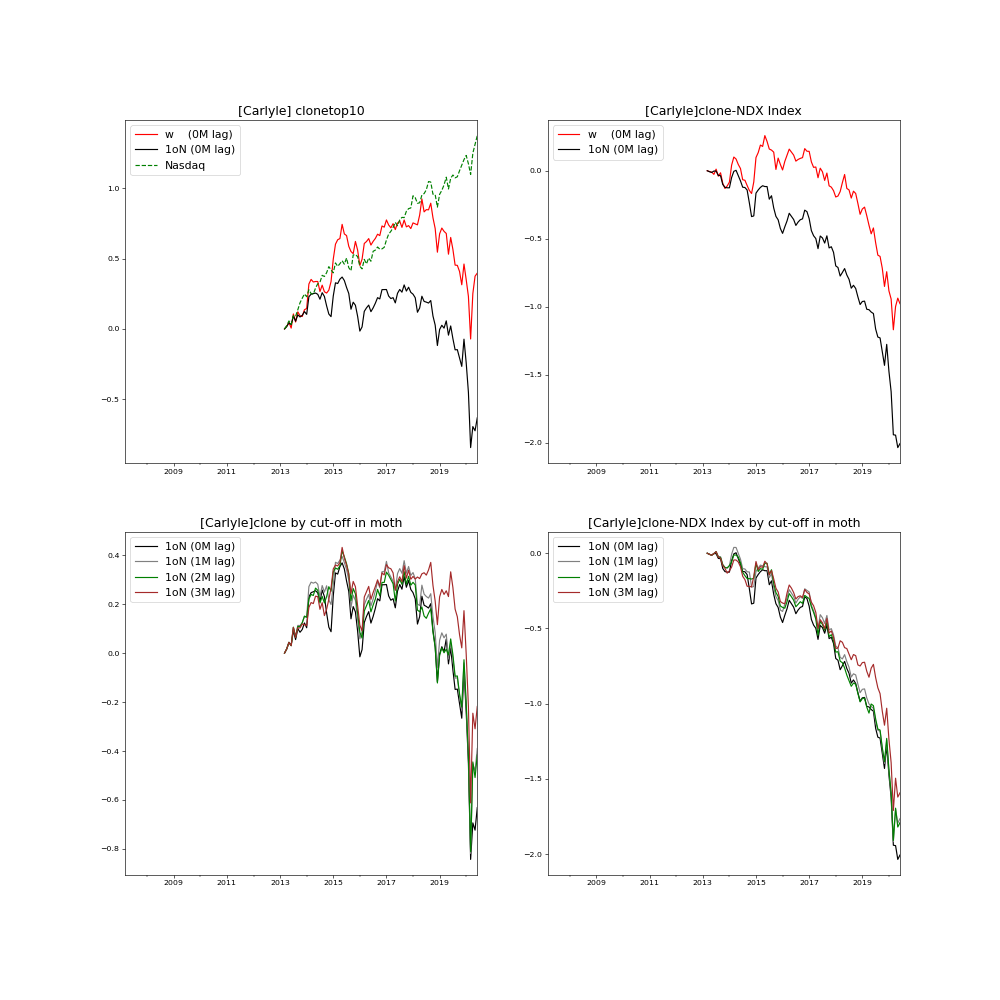 [Carlyle] clonetop10
w    (0M lag)
1oN (0M lag)
Nasdaq
1.0
0.5
0.0
−0.5
2009 2011 2013 2015 2017 2019
[Carlyle]clone-NDX Index
w    (0M lag)
1oN (0M lag)
0.0
−0.5
−1.0
−1.5
−2.0
2009 2011 2013 2015 2017 2019
[Carlyle]clone by cut-off in moth
1oN (0M lag)
1oN (1M lag)
1oN (2M lag)
1oN (3M lag)
0.4
0.2
0.0
−0.2
−0.4
−0.6
−0.8
2009 2011 2013 2015 2017 2019
[Carlyle]clone-NDX Index by cut-off in moth
1oN (0M lag)
1oN (1M lag)
1oN (2M lag)
1oN (3M lag)
0.0
−0.5
−1.0
−1.5
−2.0
2009 2011 2013 2015 2017 2019